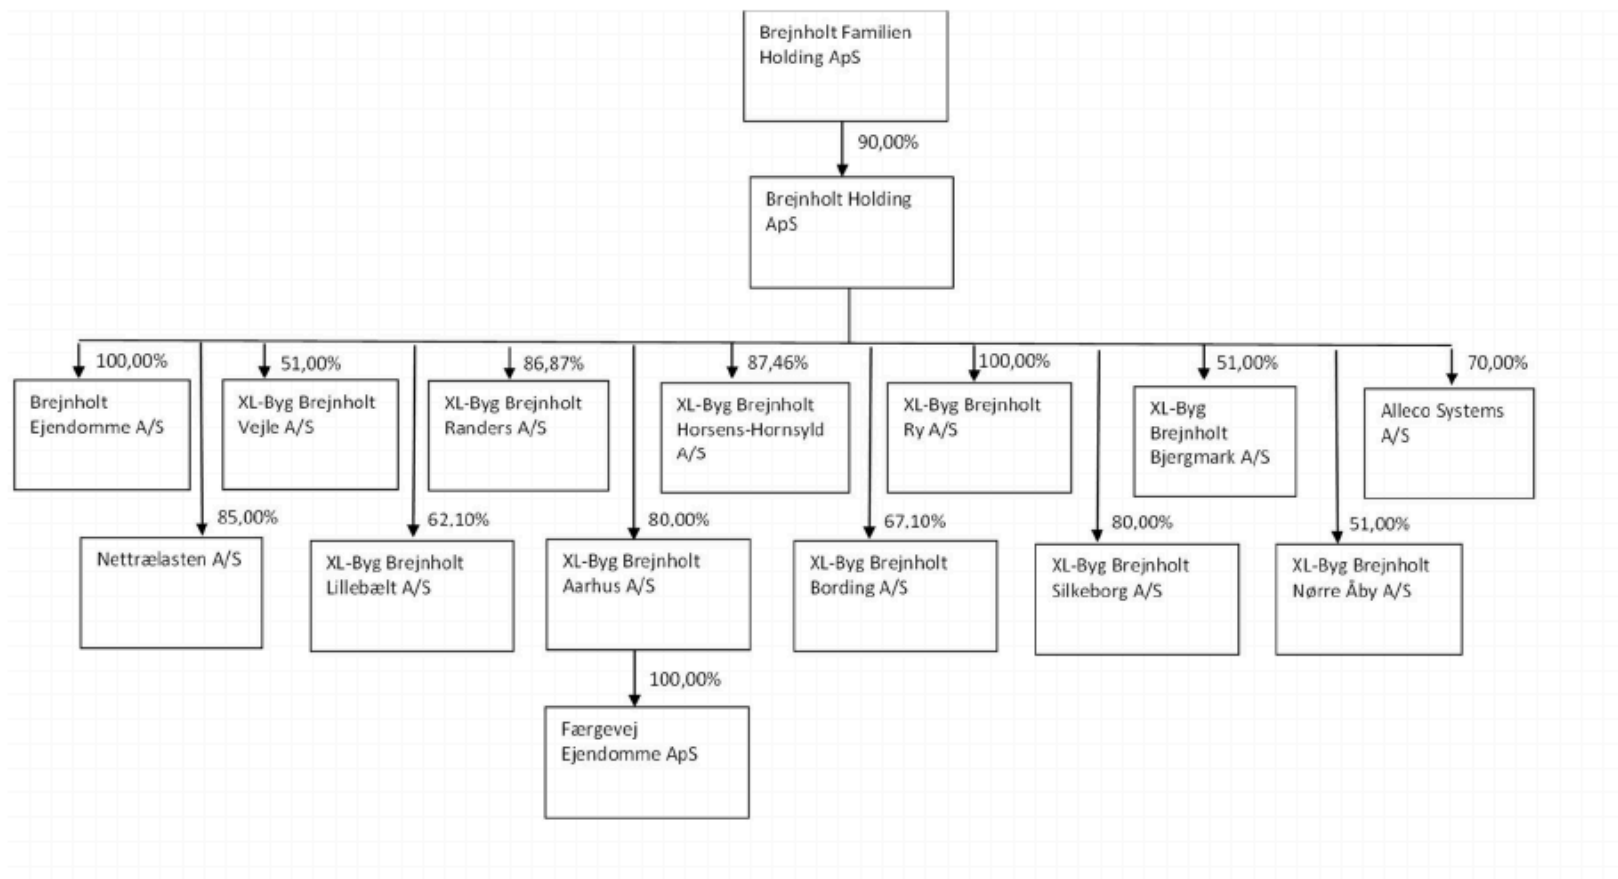 Brejnholt Familien
Holding ApS
90,00%
Brejnholt Holding
ApS
100,00%
51,00%
86,87%
87,46%
100,00%
51,00%
70,00%
Brejnholt
Ejendomme A/S
XL-Byg Brejnholt
Vejle A/S
XL-Byg Brejnholt
Randers A/S
XL-Byg Brejnholt
Horsens-Hornsyld
A/S
XL-Byg Brejnholt
Ry A/S
XL-Byg
Brejnholt
Bjergmark A/S
Alleco Systems
A/S
85,00%
62,10%
80,00%
67,10%
80,00%
51,00%
Nettrælasten A/S
XL-Byg Brejnholt
Lillebælt A/S
XL-Byg Brejnholt
Aarhus A/S
XL-Byg Brejnholt
Bording A/S
XL-Byg Brejnholt
Silkeborg A/S
XL-Byg Brejnholt
Nørre Åby A/S
100,00%
Færgevej
Ejendomme ApS